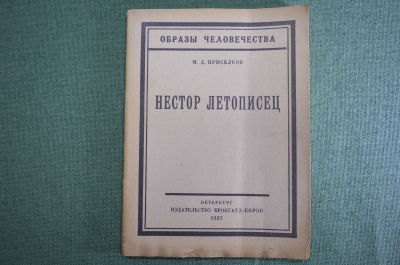 ОБРАЗЫ ЧЕЛОВЕЧЕСТВА
М. Д. ПРИСЕЛКОВ
НЕСТОР ЛЕТОПИСЕЦ
ПЕТЕРБУРГ
ИЗДАТЕЛЬСТВО БРОКГАУЗ-ЕФРОН
1923